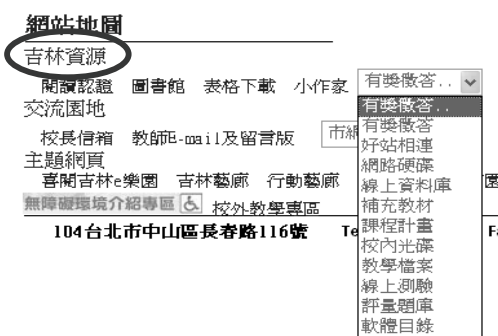 網站地圖
吉林資源
閱讀認證 圖書館 表格下載 小作家 有獎徵答..
交流園地
校長信箱 教師E-mail及留言版 市網
主題網頁
喜閱吉林e樂園 吉林藝廊 行動藝廊 園
無障礙環境介紹專區 校外教學專區
104台北市中山區長春路116號 Te Fa
有獎徵答..
有獎徵答
好站相連
網路硬碟
線上資料庫
補充教材
課程計畫
校內光碟
教學檔案
線上測驗
評量題庫
軟體目錄